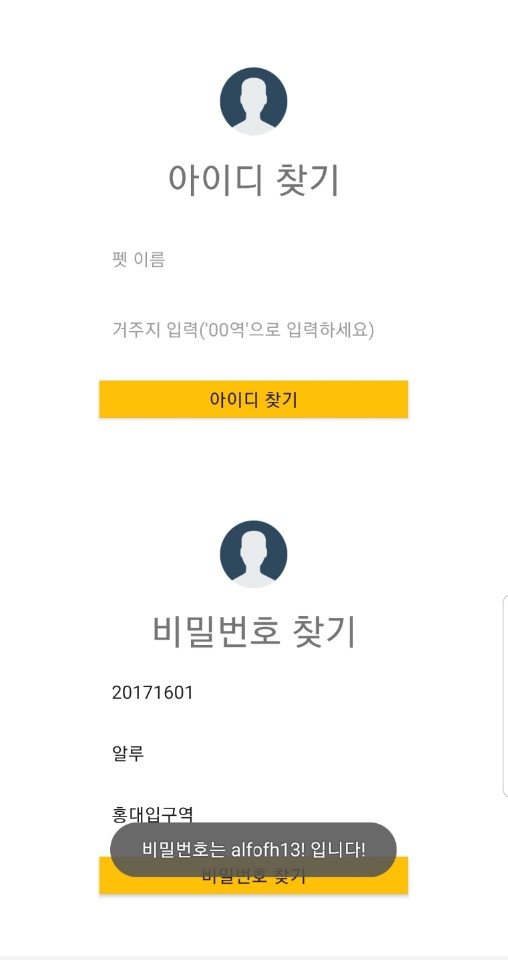 아이디 찾기
펫 이름
거주지 입력('00역'으로 입력하세요)
아이디 찾기
비밀번호 찾기
20171601
알루
홍대입구역
비밀번호는 alfofh13! 입니다!
비밀번호 찾기